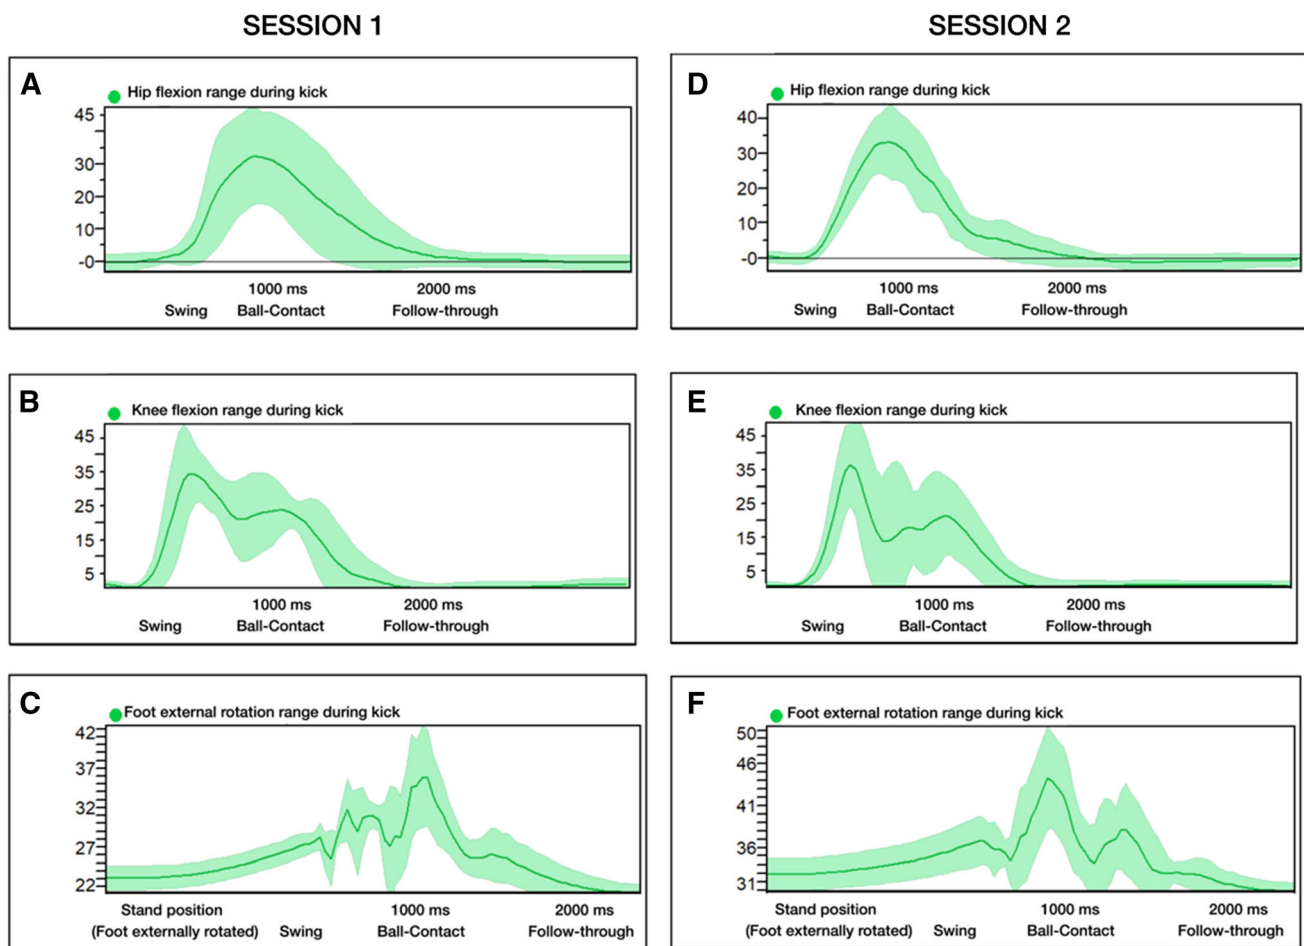 SESSION 1
SESSION 2
A
Hip flexion range during kick
45
30
20
10
-0
1000 ms
2000 ms
Swing
Ball-Contact
Follow-through
D
Hip flexion range during kick
40
30
20
10
-0
1000 ms
2000 ms
Swing
Ball-Contact
Follow-through
B
Knee flexion range during kick
45
35
25
15
5
1000 ms
2000 ms
Swing
Ball-Contact
Follow-through
E
Knee flexion range during kick
45
35
25
15
5
1000 ms
2000 ms
Swing
Ball-Contact
Follow-through
C
Foot external rotation range during kick
42
37
32
27
22
Stand position
1000 ms
2000 ms
(Foot externally rotated)
Swing
Ball-Contact
Follow-through
F
Foot external rotation range during kick
50
46
41
36
31
Stand position
1000 ms
2000 ms
(Foot externally rotated)
Swing
Ball-Contact
Follow-through